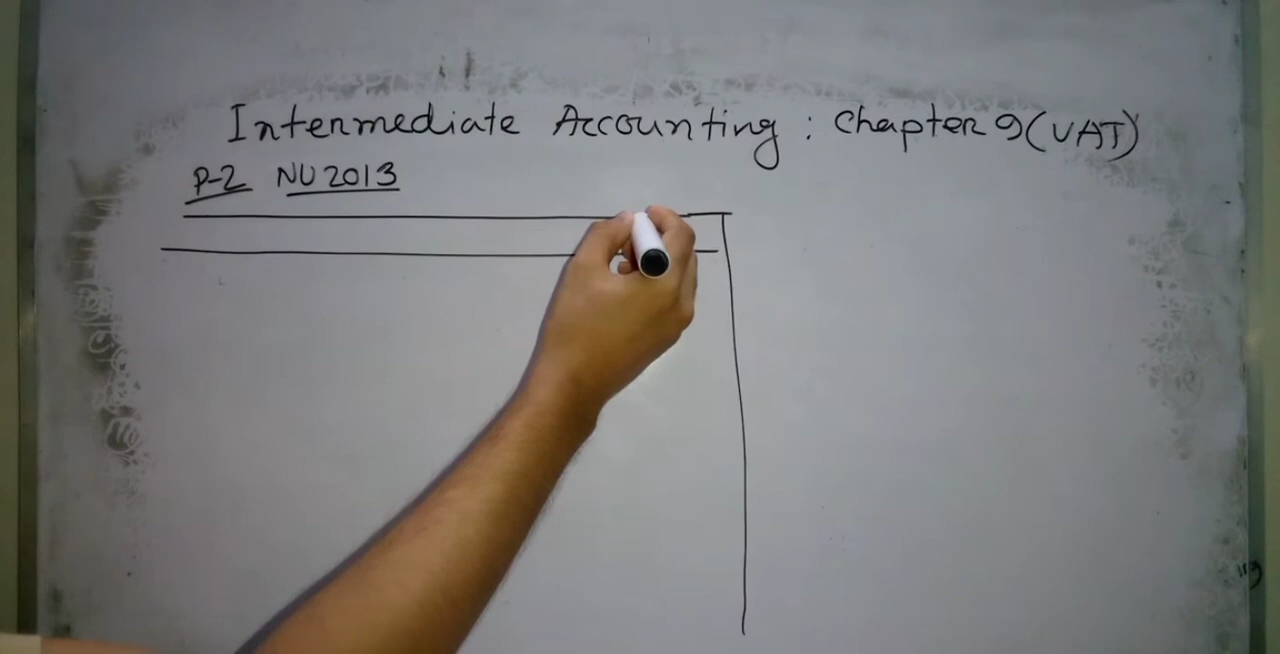 Intermediate Accounting : Chapter 9 (VAT)
P-2 NU 2013